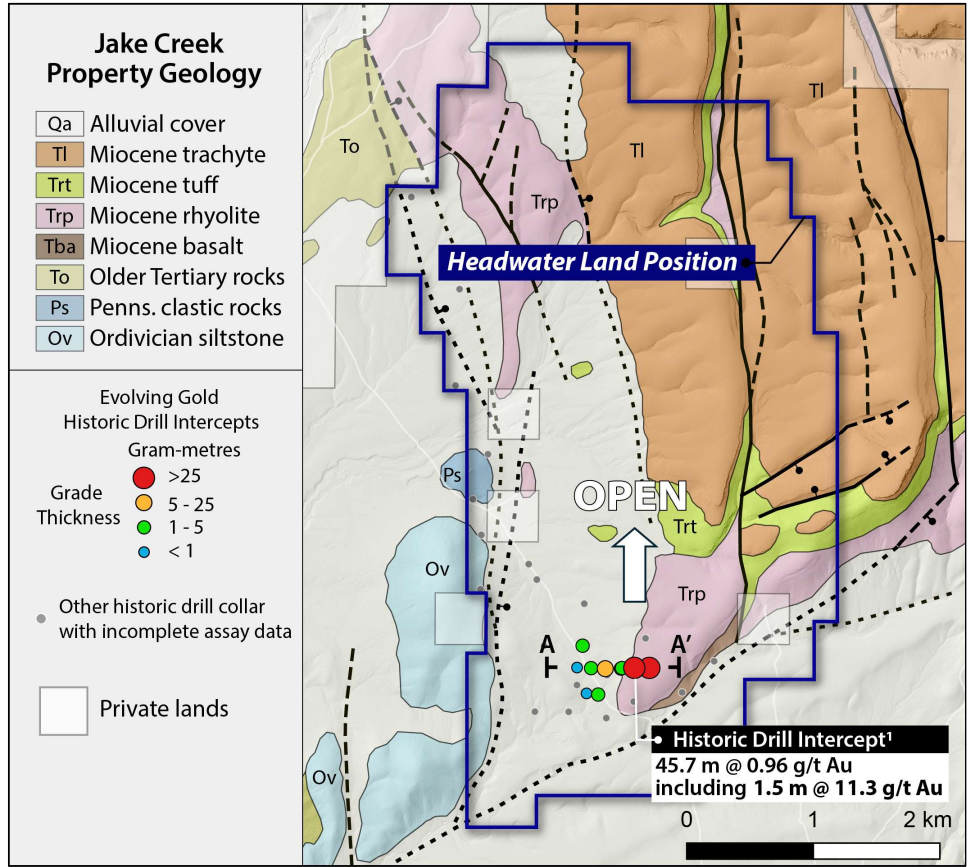 Jake Creek
Property Geology
Qa Alluvial cover
Tl Miocene trachyte
Trt Miocene tuff
Trp Miocene rhyolite
Tba Miocene basalt
To Older Tertiary rocks
Ps Penns. clastic rocks
Ov Ordivician siltstone
Evolving Gold
Historic Drill Intercepts
Gram-metres
Grade
Thickness
>25
5 - 25
1 - 5
< 1
Other historic drill collar
with incomplete assay data
Private lands
To
Tl
Tl
Trp
Headwater Land Position
Ps
OPEN
Trt
Ov
Trp
A
A'
Historic Drill Intercept¹
45.7 m @ 0.96 g/t Au
including 1.5 m @ 11.3 g/t Au
Ov
0 1 2 km